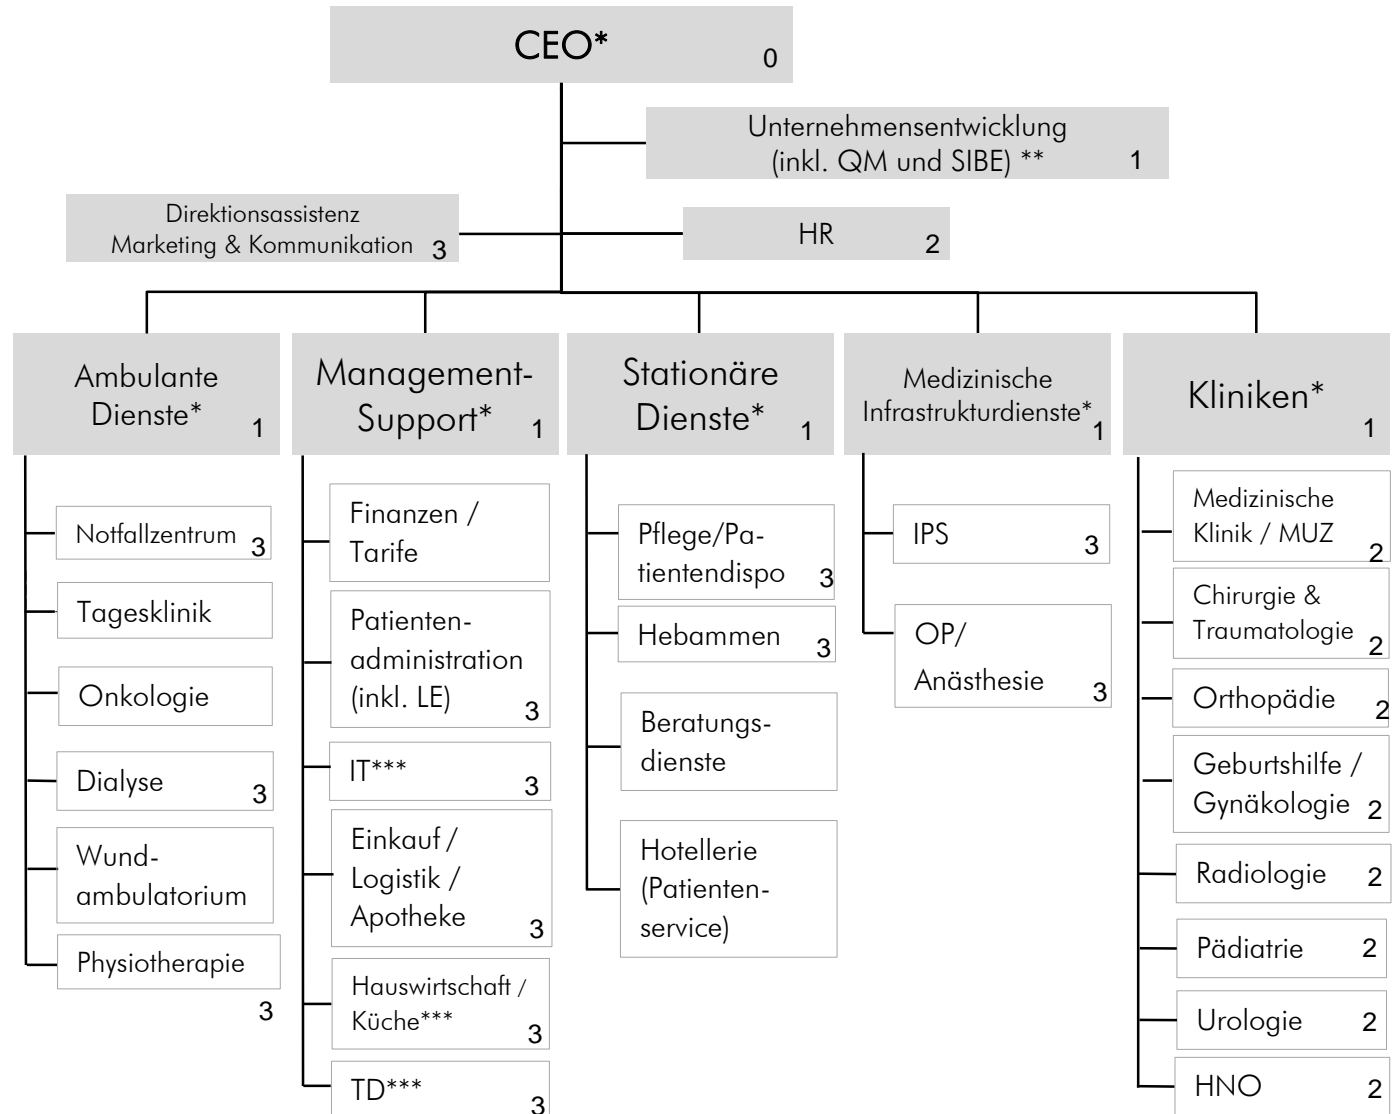 CEO*
0
Unternehmensentwicklung
(inkl. QM und SIBE) **
1
Direktionsassistenz
Marketing & Kommunikation
3
HR
2
Ambulante
Dienste*
1
Management-
Support*
1
Stationäre
Dienste*
1
Medizinische
Infrastrukturdienste*
1
Kliniken*
1
Notfallzentrum
3
Tagesklinik
Onkologie
Dialyse
3
Wund-
ambulatorium
Physiotherapie
3
Finanzen /
Tarife
Patienten-
administration
(inkl. LE)
3
IT***
3
Einkauf /
Logistik /
Apotheke
3
Hauswirtschaft /
Küche***
3
TD***
3
Pflege/Pa-
tientendispo
3
Hebammen
3
Beratungs-
dienste
Hotellerie
(Patienten-
service)
IPS
3
OP/
Anästhesie
3
Medizinische
Klinik / MUZ
2
Chirurgie &
Traumatologie
2
Orthopädie
2
Geburtshilfe /
Gynäkologie
2
Radiologie
2
Pädiatrie
2
Urologie
2
HNO
2